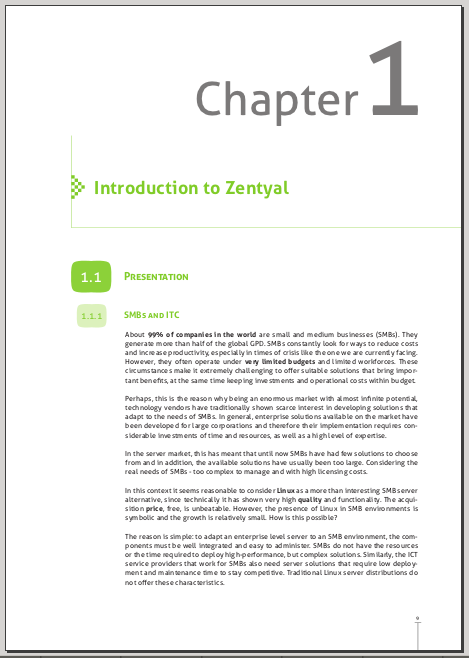 Chapter 1
Introduction to Zentyal
1.1 Presentation
1.1.1 SMBs and ITC
About 99% of companies in the world are small and medium businesses (SMBs). They
generate more than half of the global GPD. SMBs constantly look for ways to reduce costs
and increase productivity, especially in times of crisis like the one we are currently facing.
However, they often operate under very limited budgets and limited workforces. These
circumstances make it extremely challenging to offer suitable solutions that bring impor-
tant benefits, at the same time keeping investments and operational costs within budget.
Perhaps, this is the reason why being an enormous market with almost infinite potential,
technology vendors have traditionally shown scarce interest in developing solutions that
adapt to the needs of SMBs. In general, enterprise solutions available on the market have
been developed for large corporations and therefore their implementation requires con-
siderable investments of time and resources, as well as a high level of expertise.
In the server market, this has meant that until now SMBs have had few solutions to choose
from and in addition, the available solutions have usually been too large. Considering the
real needs of SMBs - too complex to manage and with high licensing costs.
In this context it seems reasonable to consider Linux as a more than interesting SMB server
alternative, since technically it has shown very high quality and functionality. The acqui-
sition price, free, is unbeatable. However, the presence of Linux in SMB environments is
symbolic and the growth is relatively small. How is this possible?
The reason is simple: to adapt an enterprise level server to an SMB environment, the com-
ponents must be well integrated and easy to administer. SMBs do not have the resources
or the time required to deploy high-performance, but complex solutions. Similarly, the ICT
service providers that work for SMBs also need server solutions that require low deploy-
ment and maintenance time to stay competitive. Traditional Linux server distributions do
not offer these characteristics.
9